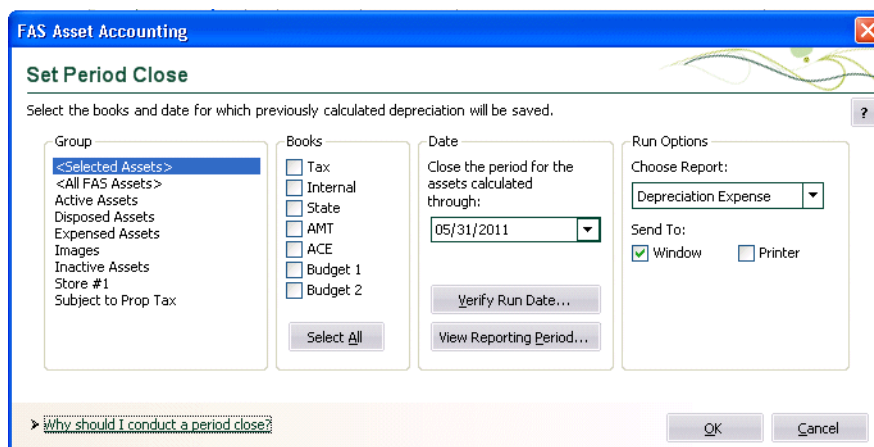 FAS Asset Accounting
Set Period Close
Select the books and date for which previously calculated depreciation will be saved.
?
Group
<Selected Assets>
<All FAS Assets>
Active Assets
Disposed Assets
Expensed Assets
Images
Inactive Assets
Store #1
Subject to Prop Tax
Books
Tax
Internal
State
AMT
ACE
Budget 1
Budget 2
Select All
Date
Close the period for the
assets calculated
through:
05/31/2011
Verify Run Date...
View Reporting Period...
Run Options
Choose Report:
Depreciation Expense
Send To:
Window
Printer
Why should I conduct a period close?
OK
Cancel